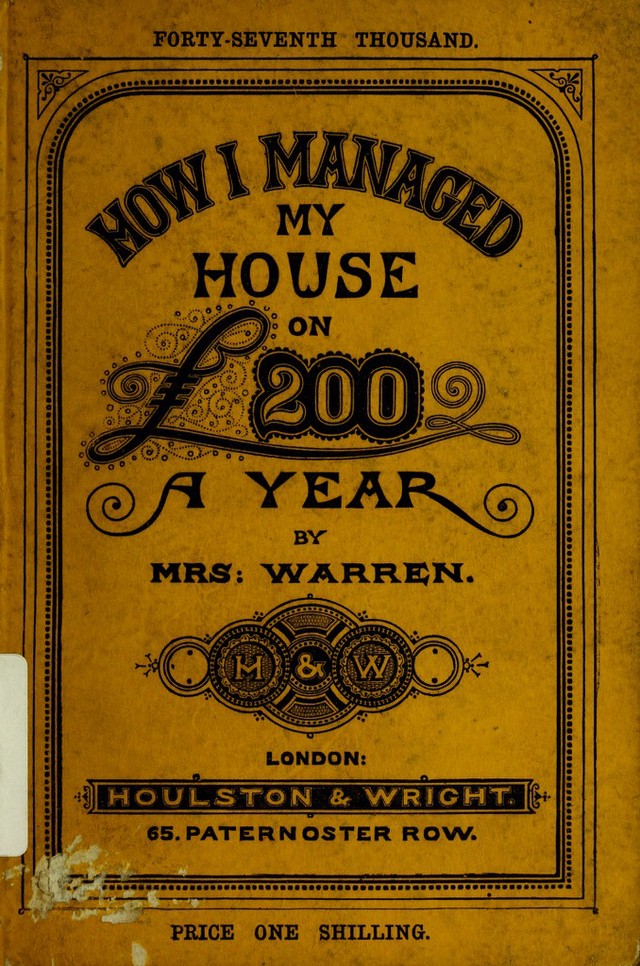 FORTY-SEVENTH THOUSAND.
HOW I MANAGED
MY
HOUSE
ON
£200
A YEAR
BY
MRS: WARREN.
H & W
LONDON:
HOULSTON & WRIGHT.
65. PATERNOSTER ROW.
PRICE ONE SHILLING.